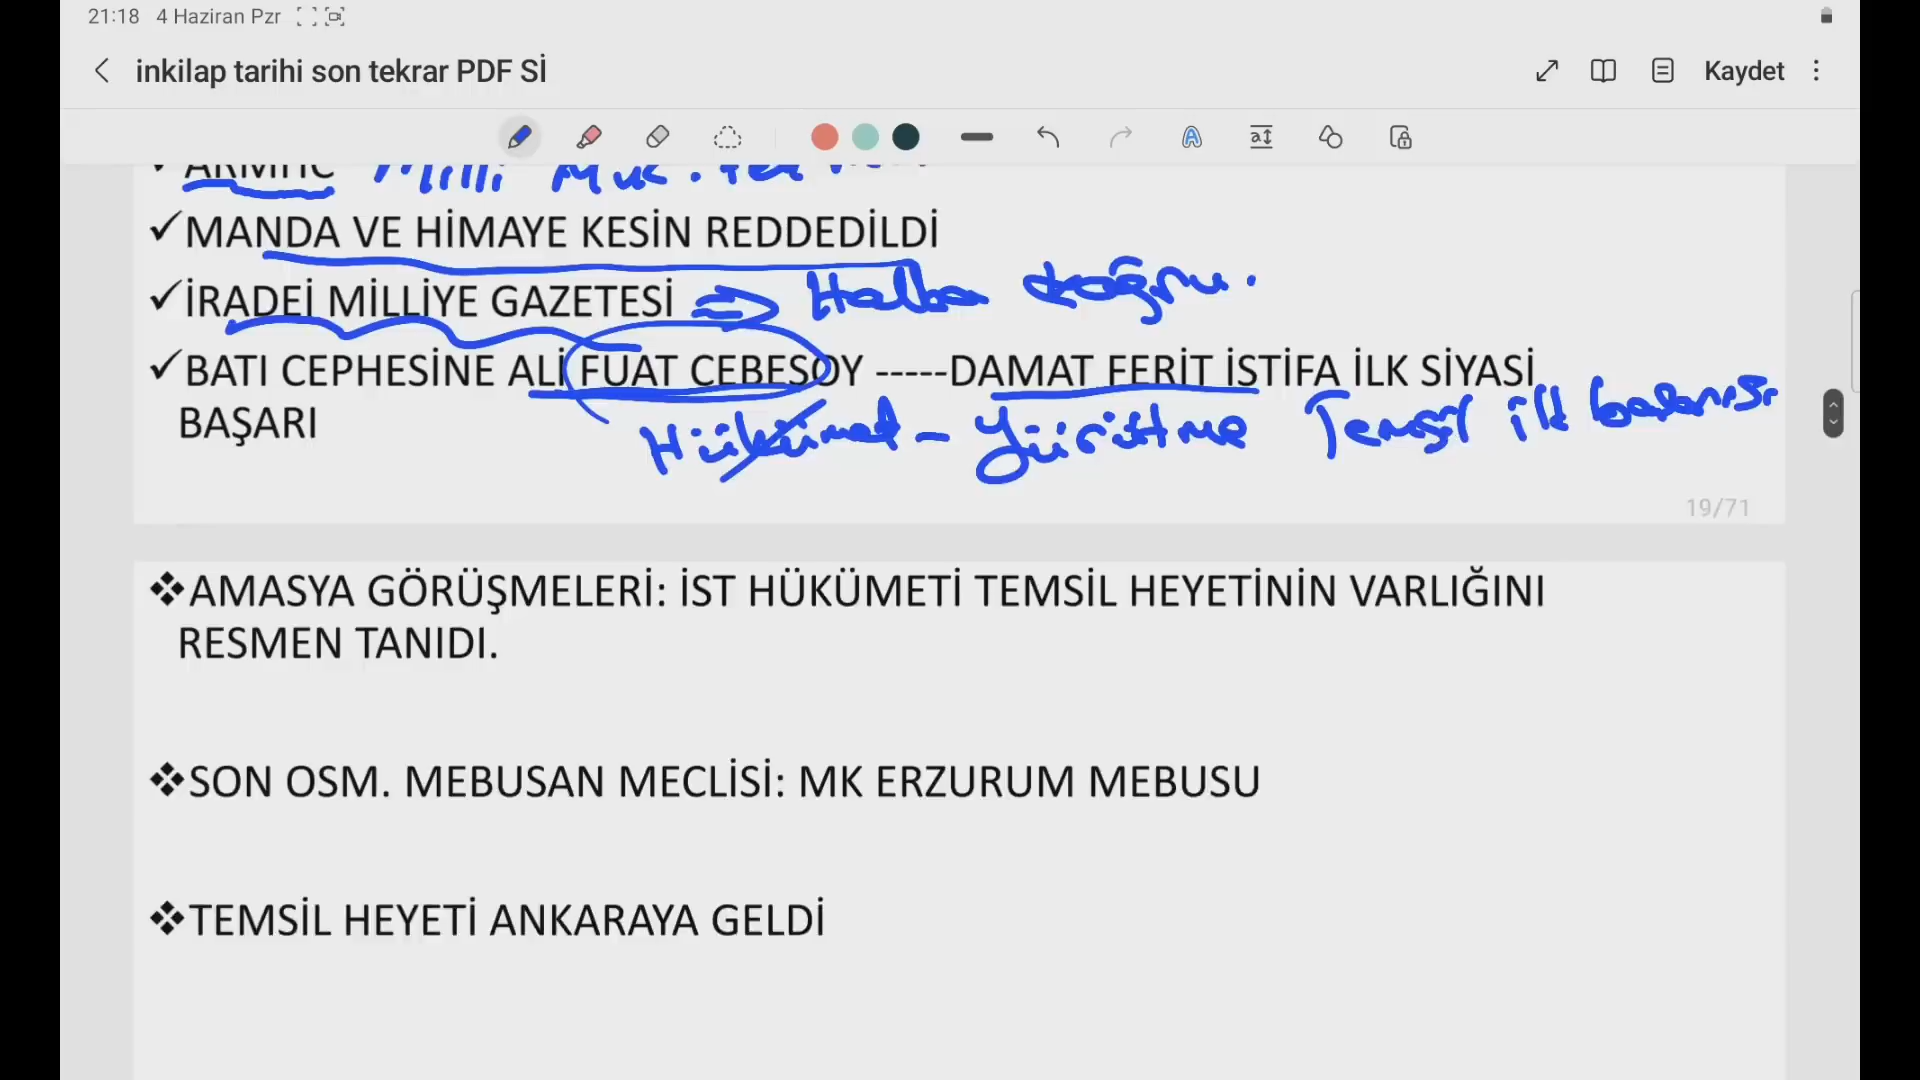 21:18 4 Haziran Pzr
inkilap tarihi son tekrar PDF Sİ
Kaydet
ARMHC Milli
✓MANDA VE HİMAYE KESİN REDDEDİLDİ
✓İRADEİ MİLLİYE GAZETESİ ⇒ Halka doğru.
✓BATI CEPHESİNE ALİ FUAT CEBESOY -----DAMAT FERİT İSTİFA İLK SİYASİ
BAŞARI
Hükümet - Yürütme Temsil ilk başarısı
19/71
❖AMASYA GÖRÜŞMELERİ: İST HÜKÜMETİ TEMSİL HEYETİNİN VARLIĞINI
RESMEN TANIDI.
❖SON OSM. MEBUSAN MECLİSİ: MK ERZURUM MEBUSU
❖TEMSİL HEYETİ ANKARAYA GELDİ